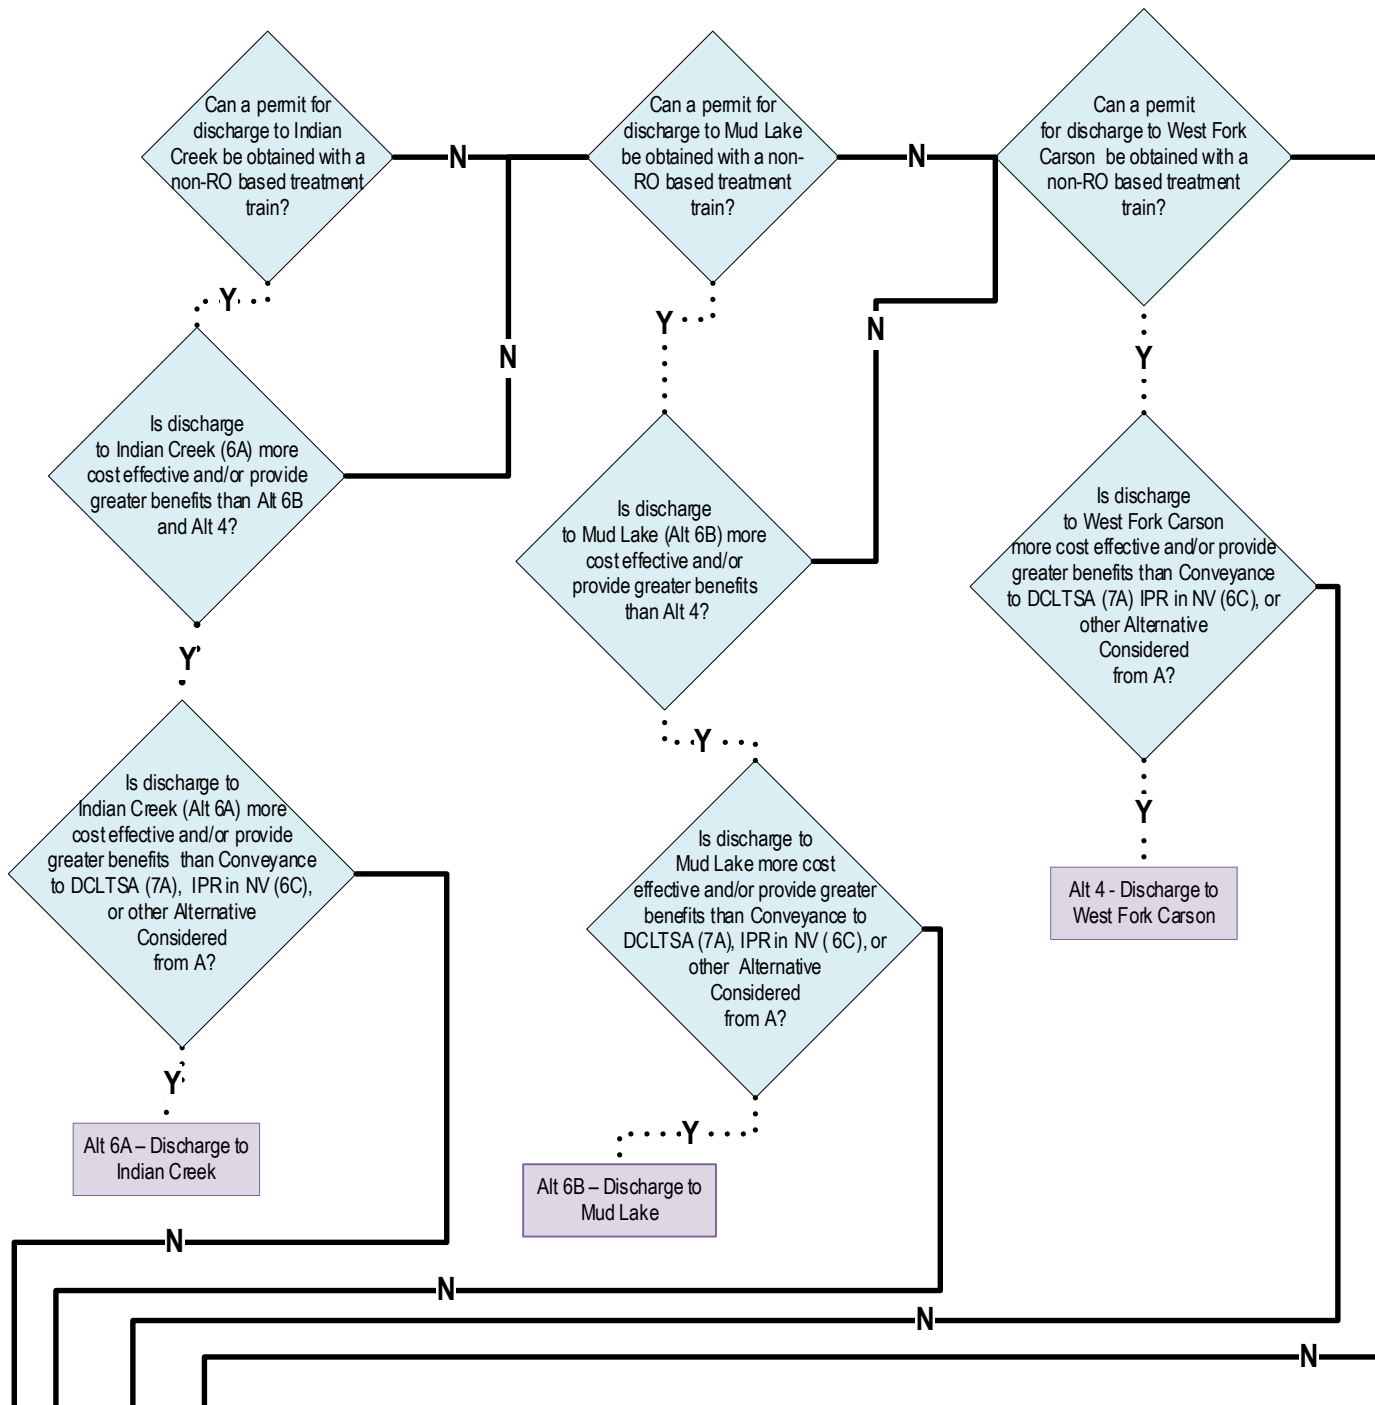 Can a permit for
discharge to Indian
Creek be obtained with a
non-RO based treatment
train?
N
Can a permit for
discharge to Mud Lake
be obtained with a non-
RO based treatment
train?
N
Can a permit
for discharge to West Fork
Carson be obtained with a
non-RO based treatment
train?
Y
Y
N
N
Y
Is discharge
to Indian Creek (6A) more
cost effective and/or provide
greater benefits than Alt 6B
and Alt 4?
Is discharge
to Mud Lake (Alt 6B) more
cost effective and/or
provide greater benefits
than Alt 4?
Is discharge
to West Fork Carson
more cost effective and/or provide
greater benefits than Conveyance
to DCLTSA (7A) IPR in NV (6C), or
other Alternative
Considered
from A?
Y
Y
Y
Is discharge to
Indian Creek (Alt 6A) more
cost effective and/or provide
greater benefits than Conveyance
to DCLTSA (7A), IPR in NV (6C),
or other Alternative
Considered
from A?
Is discharge to
Mud Lake more cost
effective and/or provide greater
benefits than Conveyance to
DCLTSA (7A), IPR in NV ( 6C), or
other Alternative
Considered
from A?
Alt 4 - Discharge to
West Fork Carson
Y
Y
Alt 6A – Discharge to
Indian Creek
Alt 6B – Discharge to
Mud Lake
N
N
N
N